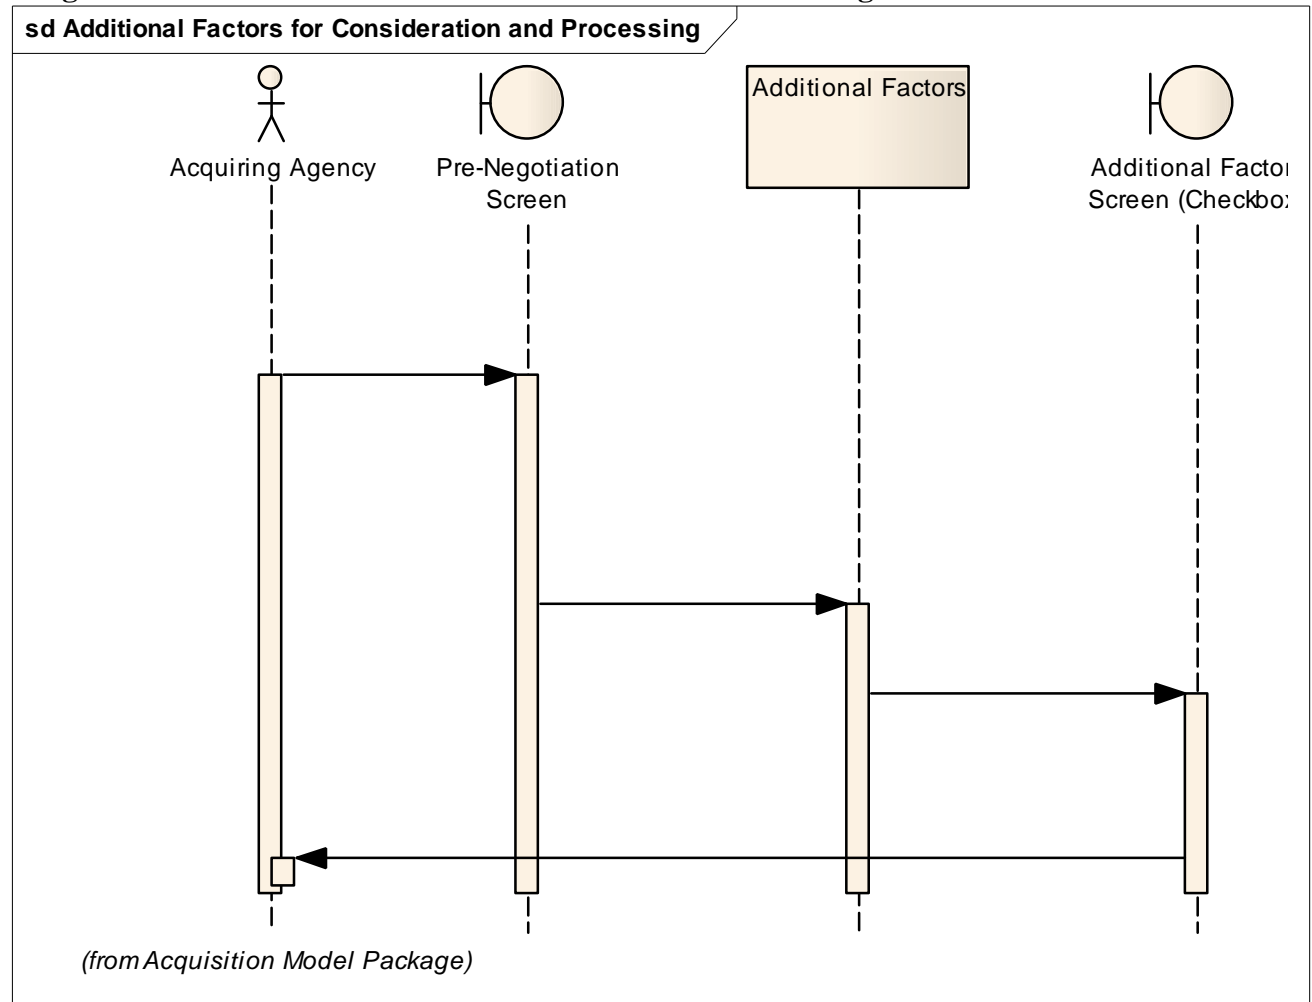 sd Additional Factors for Consideration and Processing
Acquiring Agency
Pre-Negotiation
Screen
Additional Factors
Additional Factor
Screen (Checkbox
(from Acquisition Model Package)